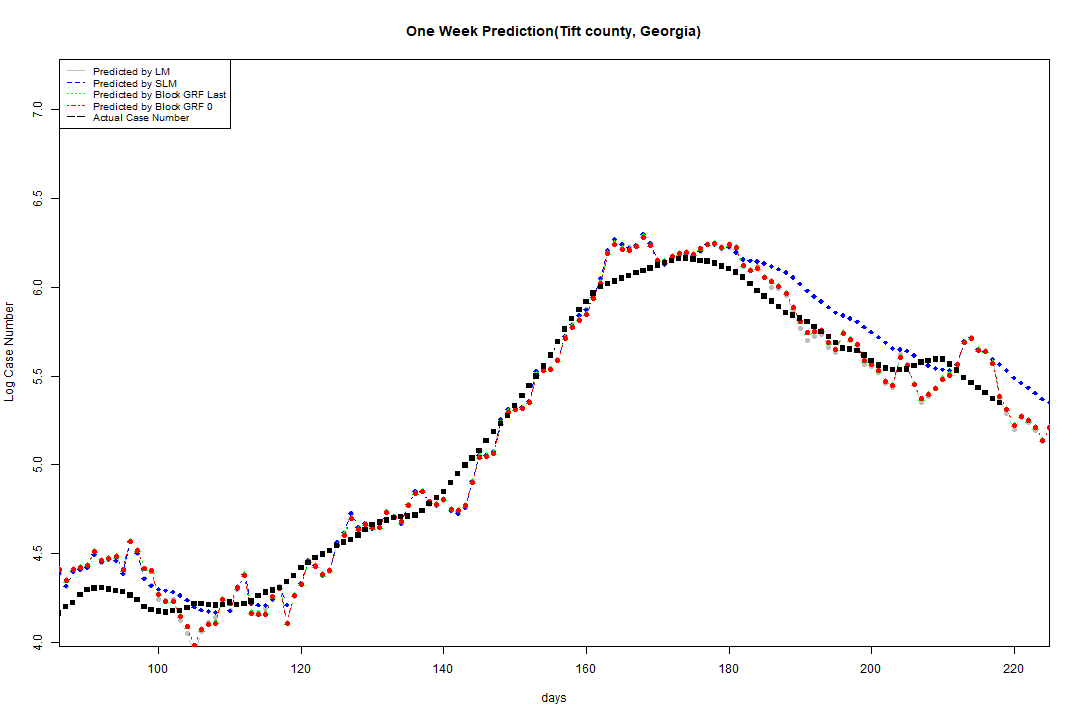 One Week Prediction(Tift county, Georgia)
Predicted by LM
Predicted by SLM
Predicted by Block GRF Last
Predicted by Block GRF 0
Actual Case Number
7.0
6.5
6.0
5.5
5.0
4.5
4.0
Log Case Number
100 120 140 160 180 200 220
days